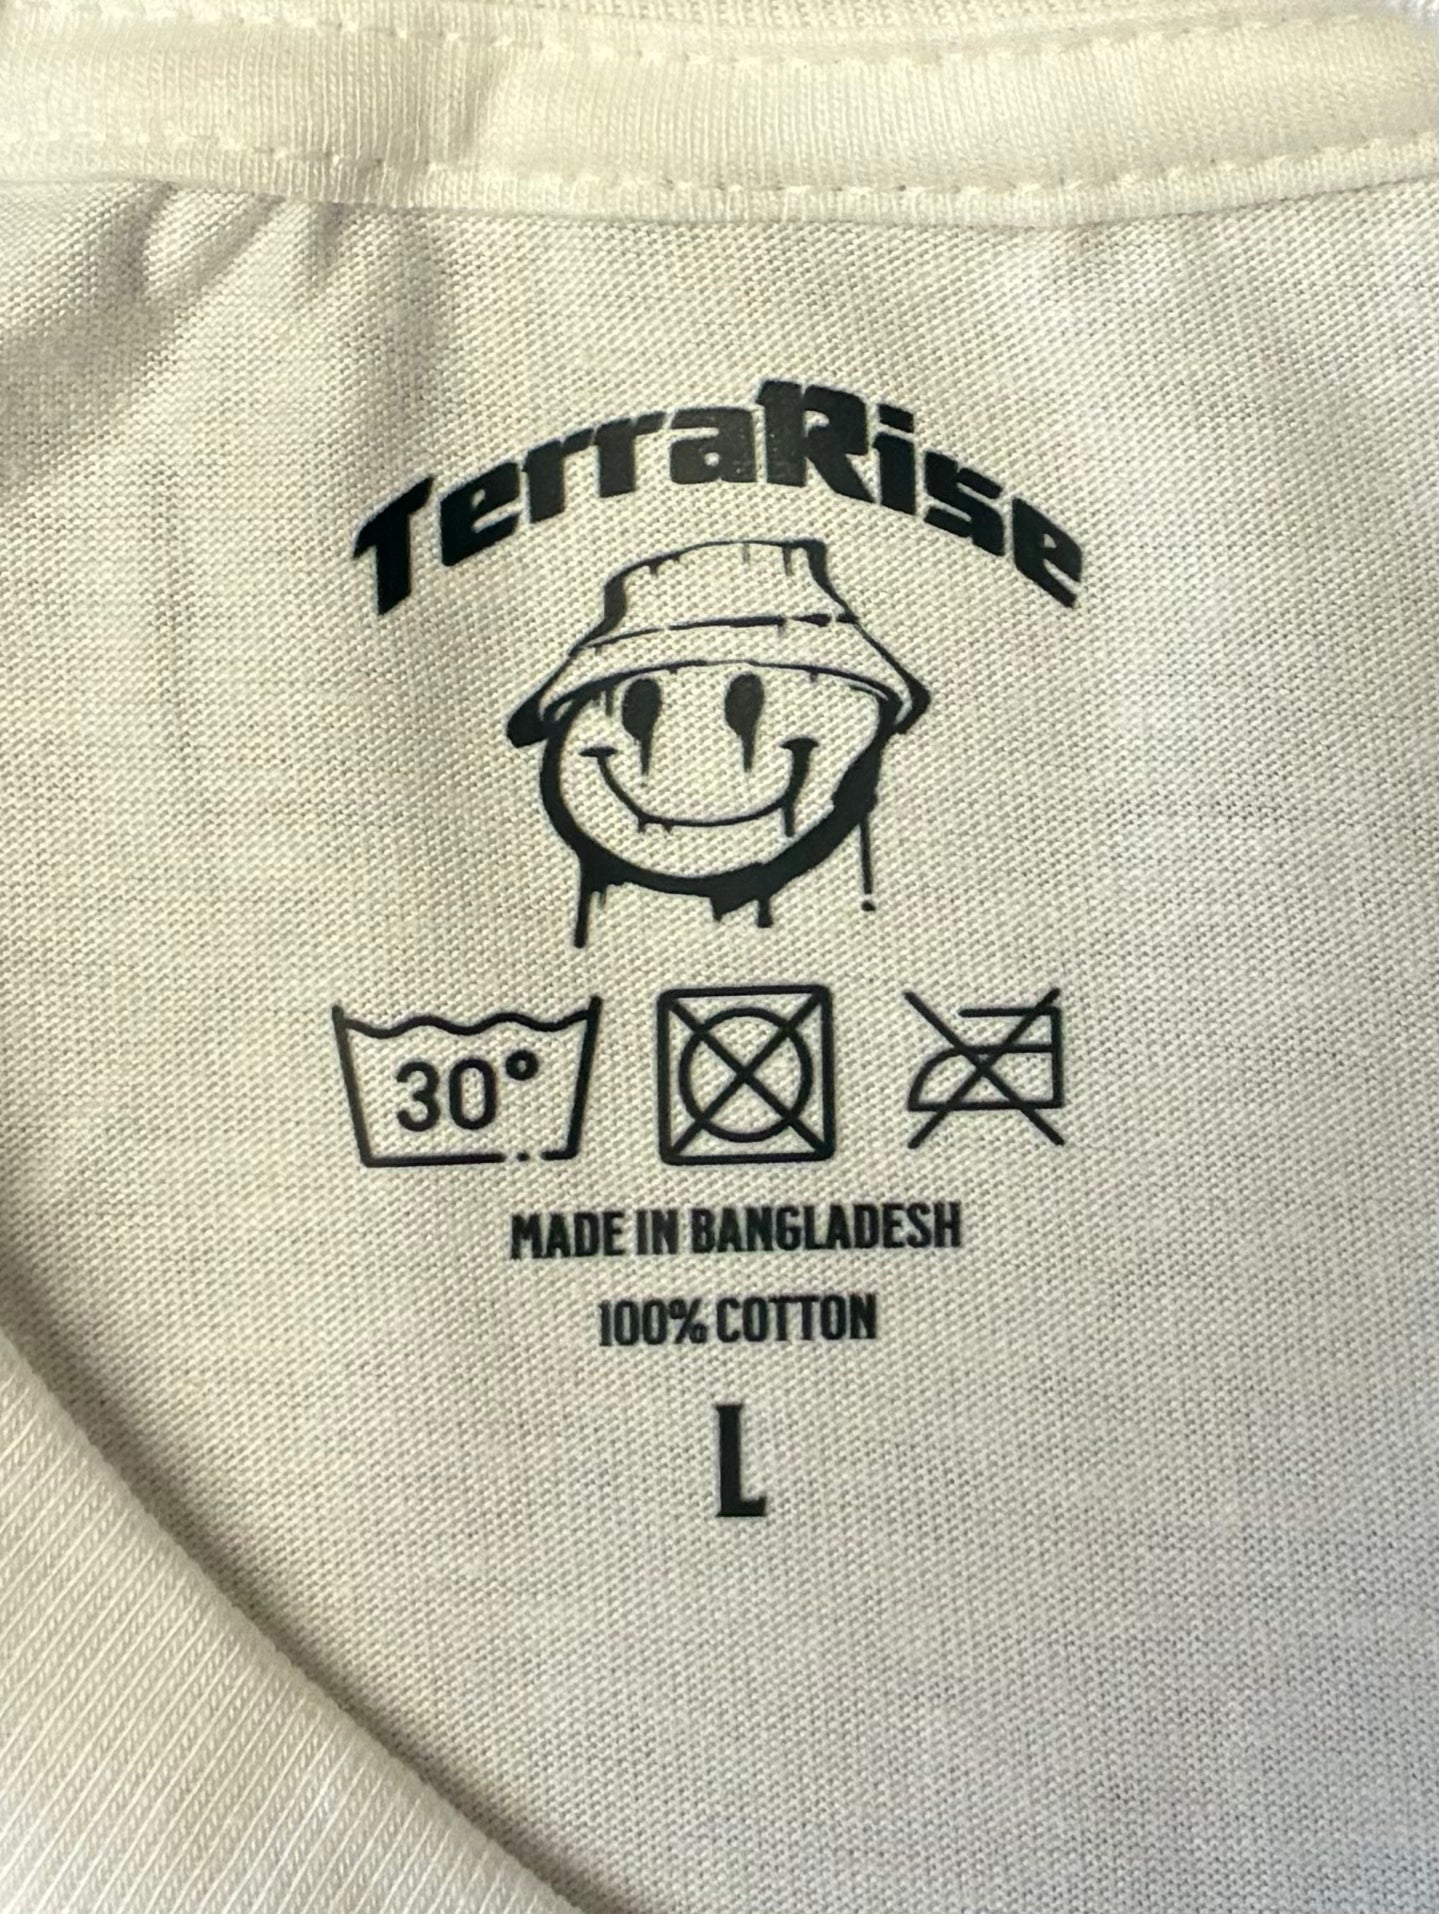 TerraRise
30°
MADE IN BANGLADESH
100% COTTON
L